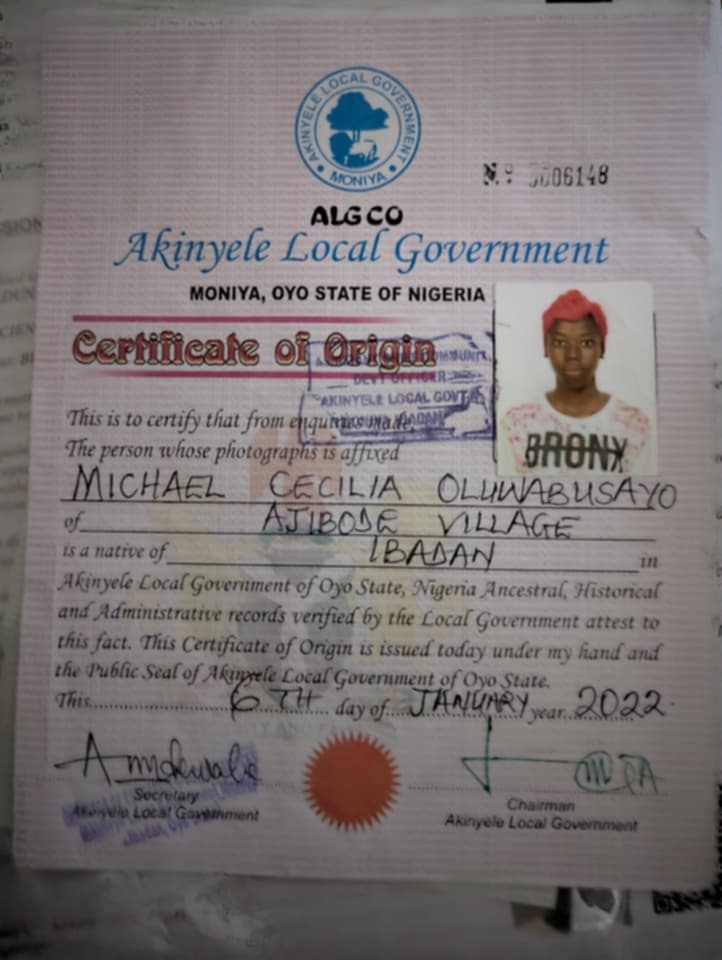 AKINYELE LOCAL GOVERNMENT
MONIYA
Nº 0006148
ALGCO
Akinyele Local Government
MONIYA, OYO STATE OF NIGERIA
Certificate of Origin
COMMUNITY
DEVT OFFICER
AKINYELE LOCAL GOVT
IBADAN
This is to certify that from enquiries made,
The person whose photographs is affixed
MICHAEL CECILIA OLUWABUSAYO
of AJIBODE VILLAGE
is a native of IBADAN in
Akinyele Local Government of Oyo State, Nigeria Ancestral, Historical
and Administrative records verified by the Local Government attest to
this fact. This Certificate of Origin is issued today under my hand and
the Public Seal of Akinyele Local Government of Oyo State.
This 6TH day of JANUARY year 2022
BRONX
Secretary
Akinyele Local Government
Chairman
Akinyele Local Government